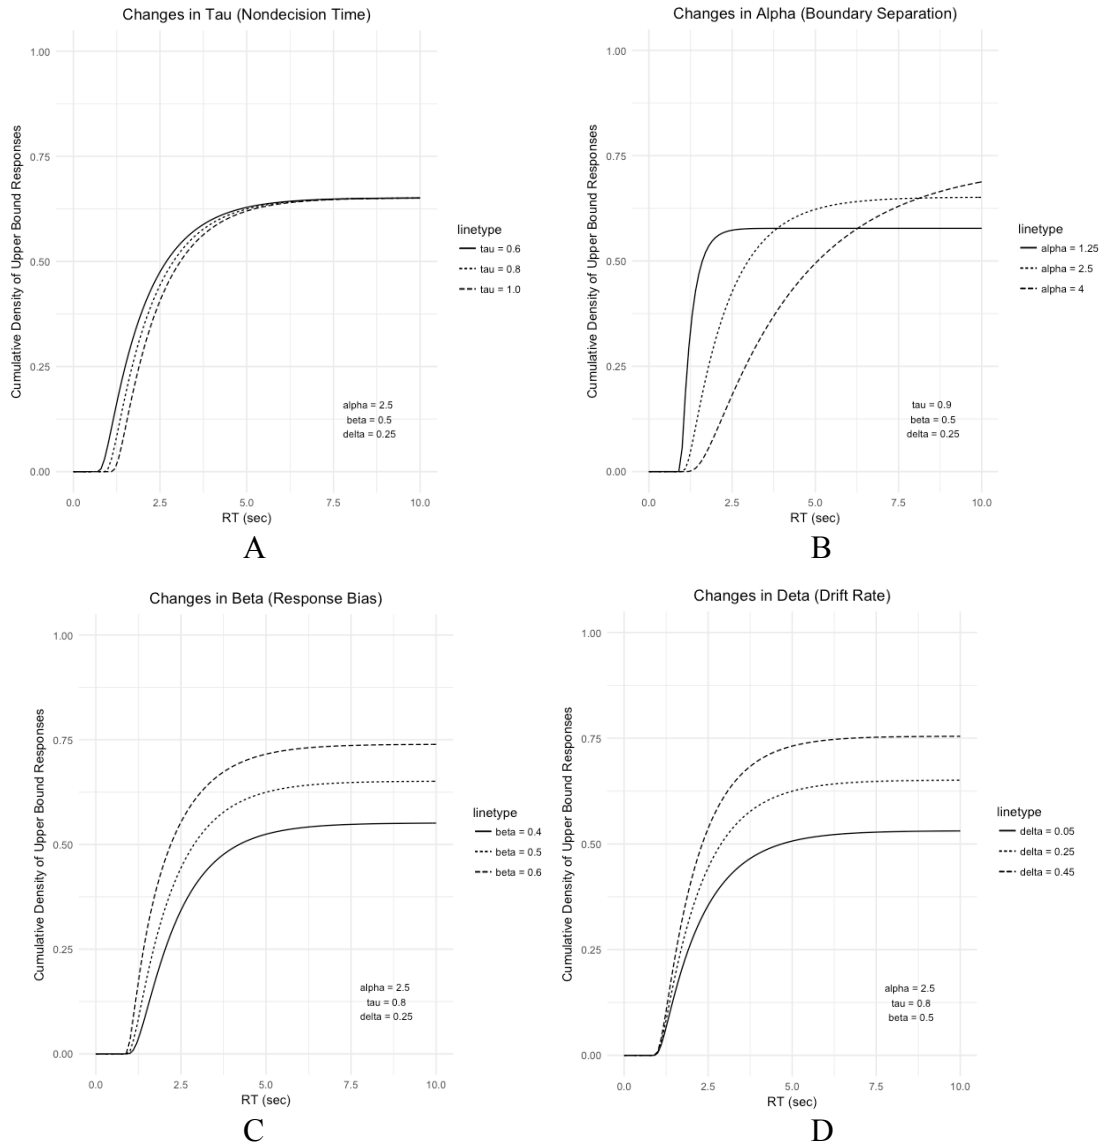 Changes in Tau (Nondecision Time)
Cumulative Density of Upper Bound Responses
1.00
0.75
0.50
0.25
0.00
0.0 2.5 5.0 7.5 10.0
RT (sec)
linetype
tau = 0.6
tau = 0.8
tau = 1.0
alpha = 2.5
beta = 0.5
delta = 0.25
A
Changes in Alpha (Boundary Separation)
Cumulative Density of Upper Bound Responses
1.00
0.75
0.50
0.25
0.00
0.0 2.5 5.0 7.5 10.0
RT (sec)
linetype
alpha = 1.25
alpha = 2.5
alpha = 4
tau = 0.9
beta = 0.5
delta = 0.25
B
Changes in Beta (Response Bias)
Cumulative Density of Upper Bound Responses
1.00
0.75
0.50
0.25
0.00
0.0 2.5 5.0 7.5 10.0
RT (sec)
linetype
beta = 0.4
beta = 0.5
beta = 0.6
alpha = 2.5
tau = 0.8
delta = 0.25
C
Changes in Deta (Drift Rate)
Cumulative Density of Upper Bound Responses
1.00
0.75
0.50
0.25
0.00
0.0 2.5 5.0 7.5 10.0
RT (sec)
linetype
delta = 0.05
delta = 0.25
delta = 0.45
alpha = 2.5
tau = 0.8
beta = 0.5
D